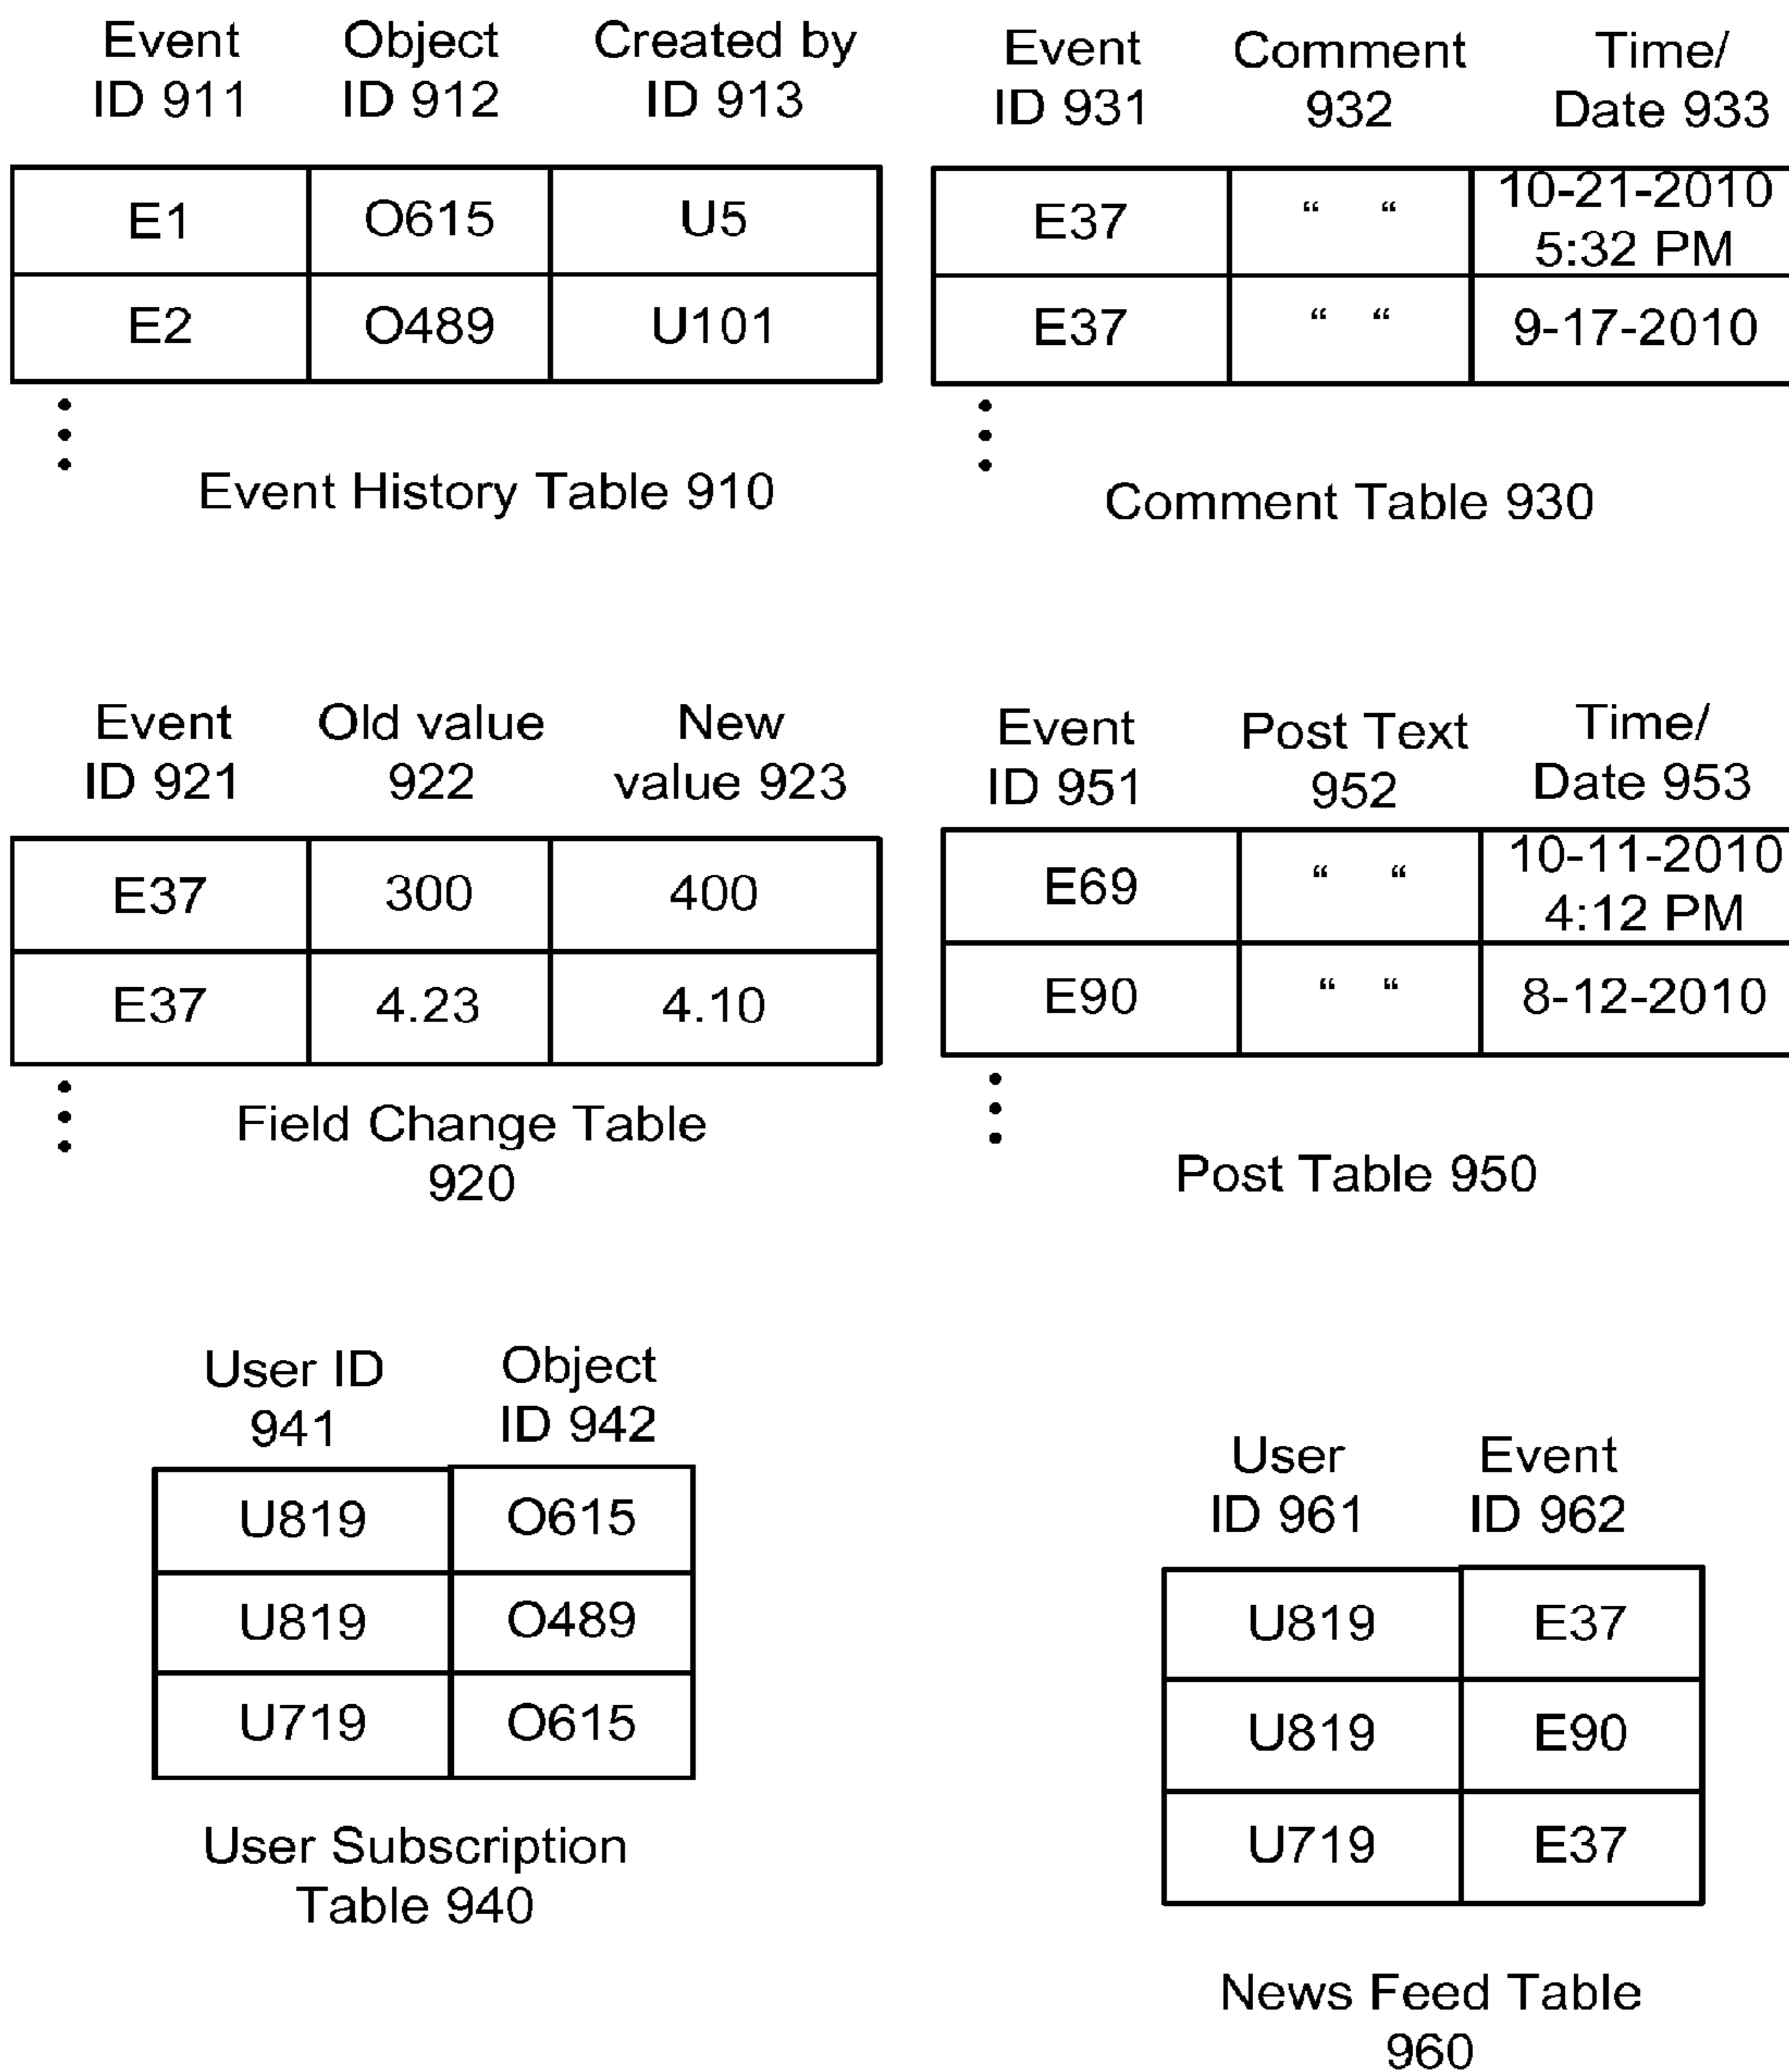 Event Object Created by
ID 911 ID 912 ID 913
E1 O615 U5
E2 O489 U101
Event History Table 910
Event Comment Time/
ID 931 932 Date 933
E37 “ “ 10-21-2010
5:32 PM
E37 “ “ 9-17-2010
Comment Table 930
Event Old value New
ID 921 922 value 923
E37 300 400
E37 4.23 4.10
Field Change Table
920
Event Post Text Time/
ID 951 952 Date 953
E69 “ “ 10-11-2010
4:12 PM
E90 “ “ 8-12-2010
Post Table 950
User ID Object
941 ID 942
U819 O615
U819 O489
U719 O615
User Subscription
Table 940
User Event
ID 961 ID 962
U819 E37
U819 E90
U719 E37
News Feed Table
960